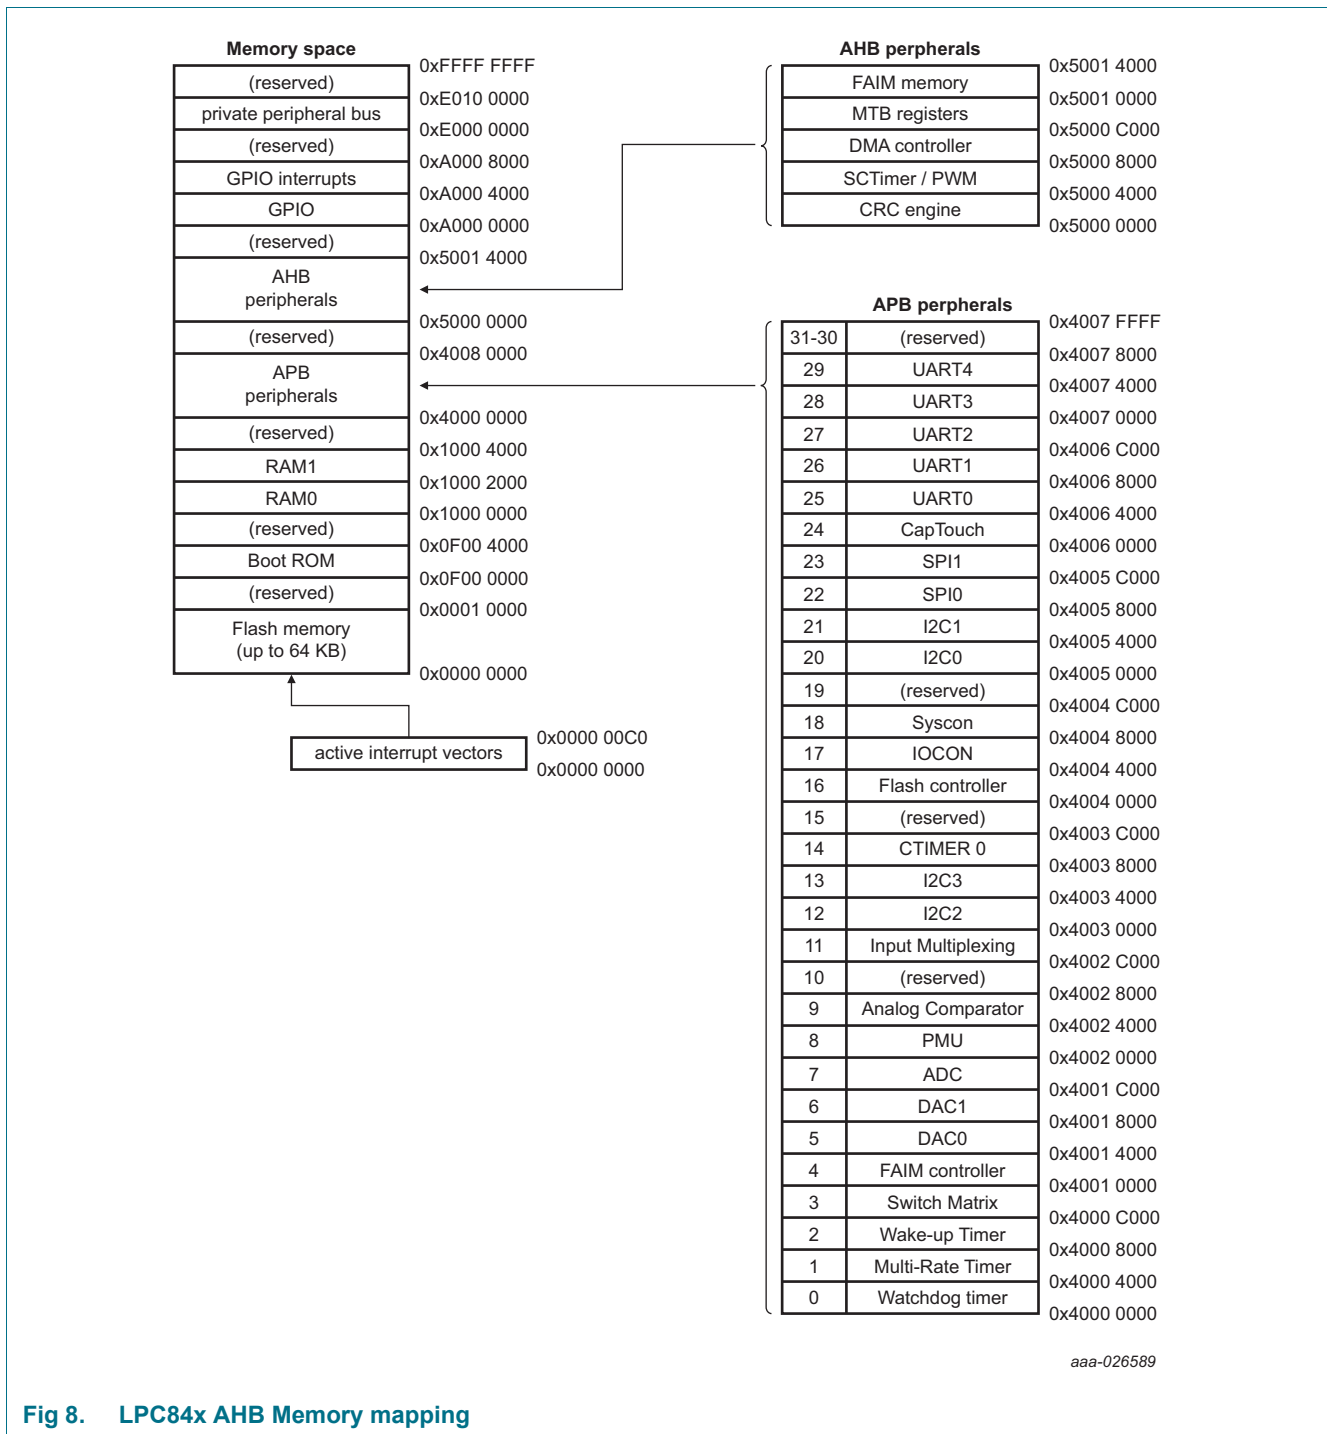 Memory space
0xFFFF FFFF
(reserved)
0xE010 0000
private peripheral bus
0xE000 0000
(reserved)
0xA000 8000
GPIO interrupts
0xA000 4000
GPIO
0xA000 0000
(reserved)
0x5001 4000
AHB
peripherals
0x5000 0000
(reserved)
0x4008 0000
APB
peripherals
0x4000 0000
(reserved)
0x1000 4000
RAM1
0x1000 2000
RAM0
0x1000 0000
(reserved)
0x0F00 4000
Boot ROM
0x0F00 0000
(reserved)
0x0001 0000
Flash memory
(up to 64 KB)
0x0000 0000
active interrupt vectors
0x0000 00C0
0x0000 0000
AHB perpherals
0x5001 4000
FAIM memory
0x5001 0000
MTB registers
0x5000 C000
DMA controller
0x5000 8000
SCTimer / PWM
0x5000 4000
CRC engine
0x5000 0000
APB perpherals
0x4007 FFFF
31-30 (reserved)
0x4007 8000
29 UART4
0x4007 4000
28 UART3
0x4007 0000
27 UART2
0x4006 C000
26 UART1
0x4006 8000
25 UART0
0x4006 4000
24 CapTouch
0x4006 0000
23 SPI1
0x4005 C000
22 SPI0
0x4005 8000
21 I2C1
0x4005 4000
20 I2C0
0x4005 0000
19 (reserved)
0x4004 C000
18 Syscon
0x4004 8000
17 IOCON
0x4004 4000
16 Flash controller
0x4004 0000
15 (reserved)
0x4003 C000
14 CTIMER 0
0x4003 8000
13 I2C3
0x4003 4000
12 I2C2
0x4003 0000
11 Input Multiplexing
0x4002 C000
10 (reserved)
0x4002 8000
9 Analog Comparator
0x4002 4000
8 PMU
0x4002 0000
7 ADC
0x4001 C000
6 DAC1
0x4001 8000
5 DAC0
0x4001 4000
4 FAIM controller
0x4001 0000
3 Switch Matrix
0x4000 C000
2 Wake-up Timer
0x4000 8000
1 Multi-Rate Timer
0x4000 4000
0 Watchdog timer
0x4000 0000
aaa-026589
Fig 8. LPC84x AHB Memory mapping